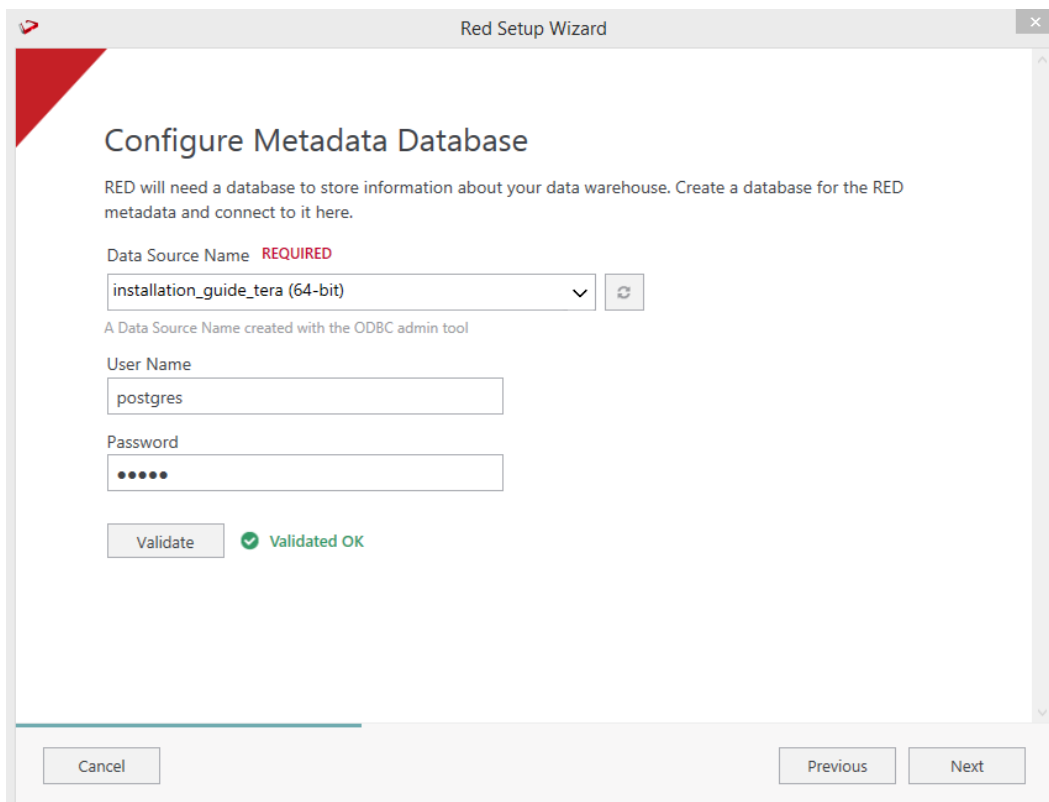 Red Setup Wizard
Configure Metadata Database
RED will need a database to store information about your data warehouse. Create a database for the RED
metadata and connect to it here.
Data Source Name REQUIRED
installation_guide_tera (64-bit)
A Data Source Name created with the ODBC admin tool
User Name
postgres
Password
•••••
Validate Validated OK
Cancel Previous Next